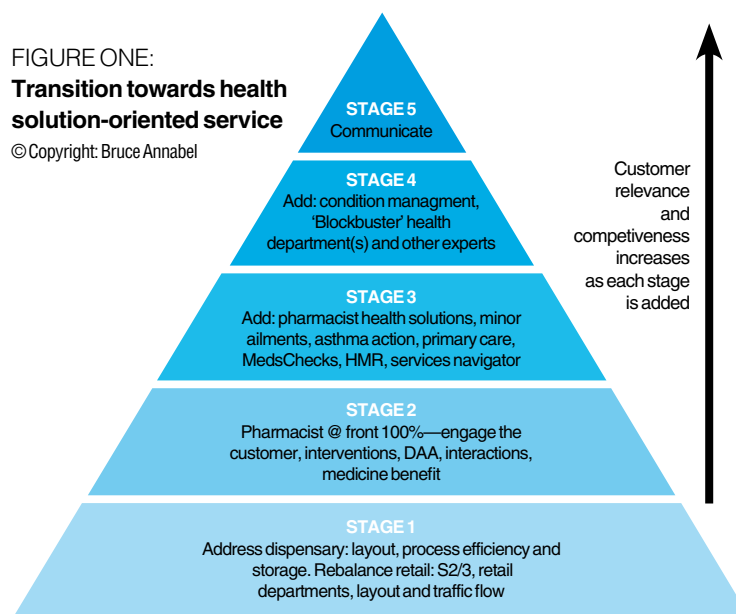 FIGURE ONE:
Transition towards health
solution-oriented service
© Copyright: Bruce Annabel
STAGE 5
Communicate
STAGE 4
Add: condition managment,
‘Blockbuster’ health
department(s) and other experts
STAGE 3
Add: pharmacist health solutions, minor
ailments, asthma action, primary care,
MedsChecks, HMR, services navigator
STAGE 2
Pharmacist @ front 100%—engage the
customer, interventions, DAA, interactions,
medicine benefit
STAGE 1
Address dispensary: layout, process efficiency and
storage. Rebalance retail: S2/3, retail
departments, layout and traffic flow
Customer
relevance
and
competiveness
increases
as each stage
is added